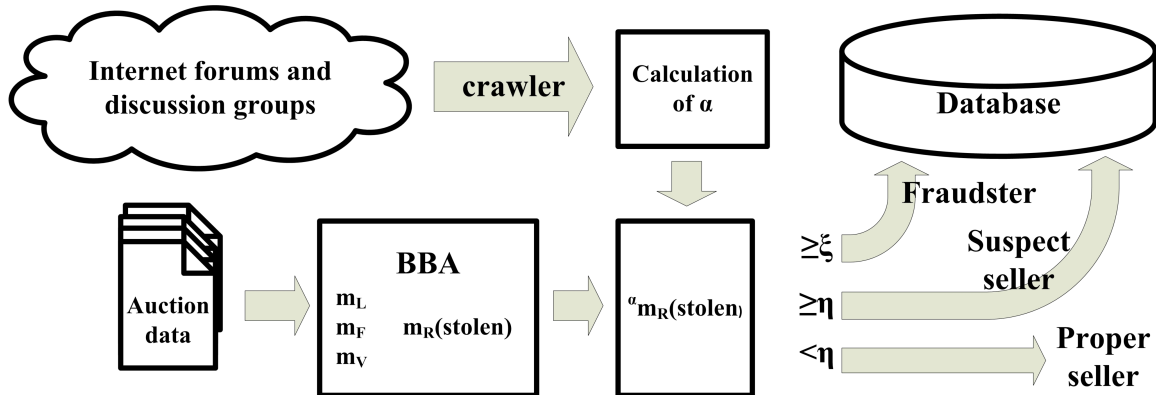 Internet forums and
discussion groups
crawler
Calculation
of α
Database
Fraudster
Suspect
seller
≥ξ
≥η
<η
Proper
seller
Auction
data
BBA
m_L
m_F m_R(stolen)
m_V
^α m_R(stolen)